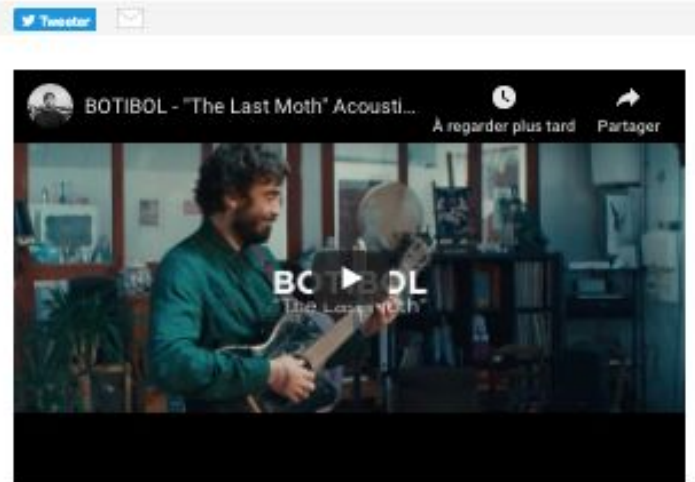 Tweeter
BOTIBOL - "The Last Moth" Acousti...
À regarder plus tard
Partager
BOTIBOL
"The Last Moth"